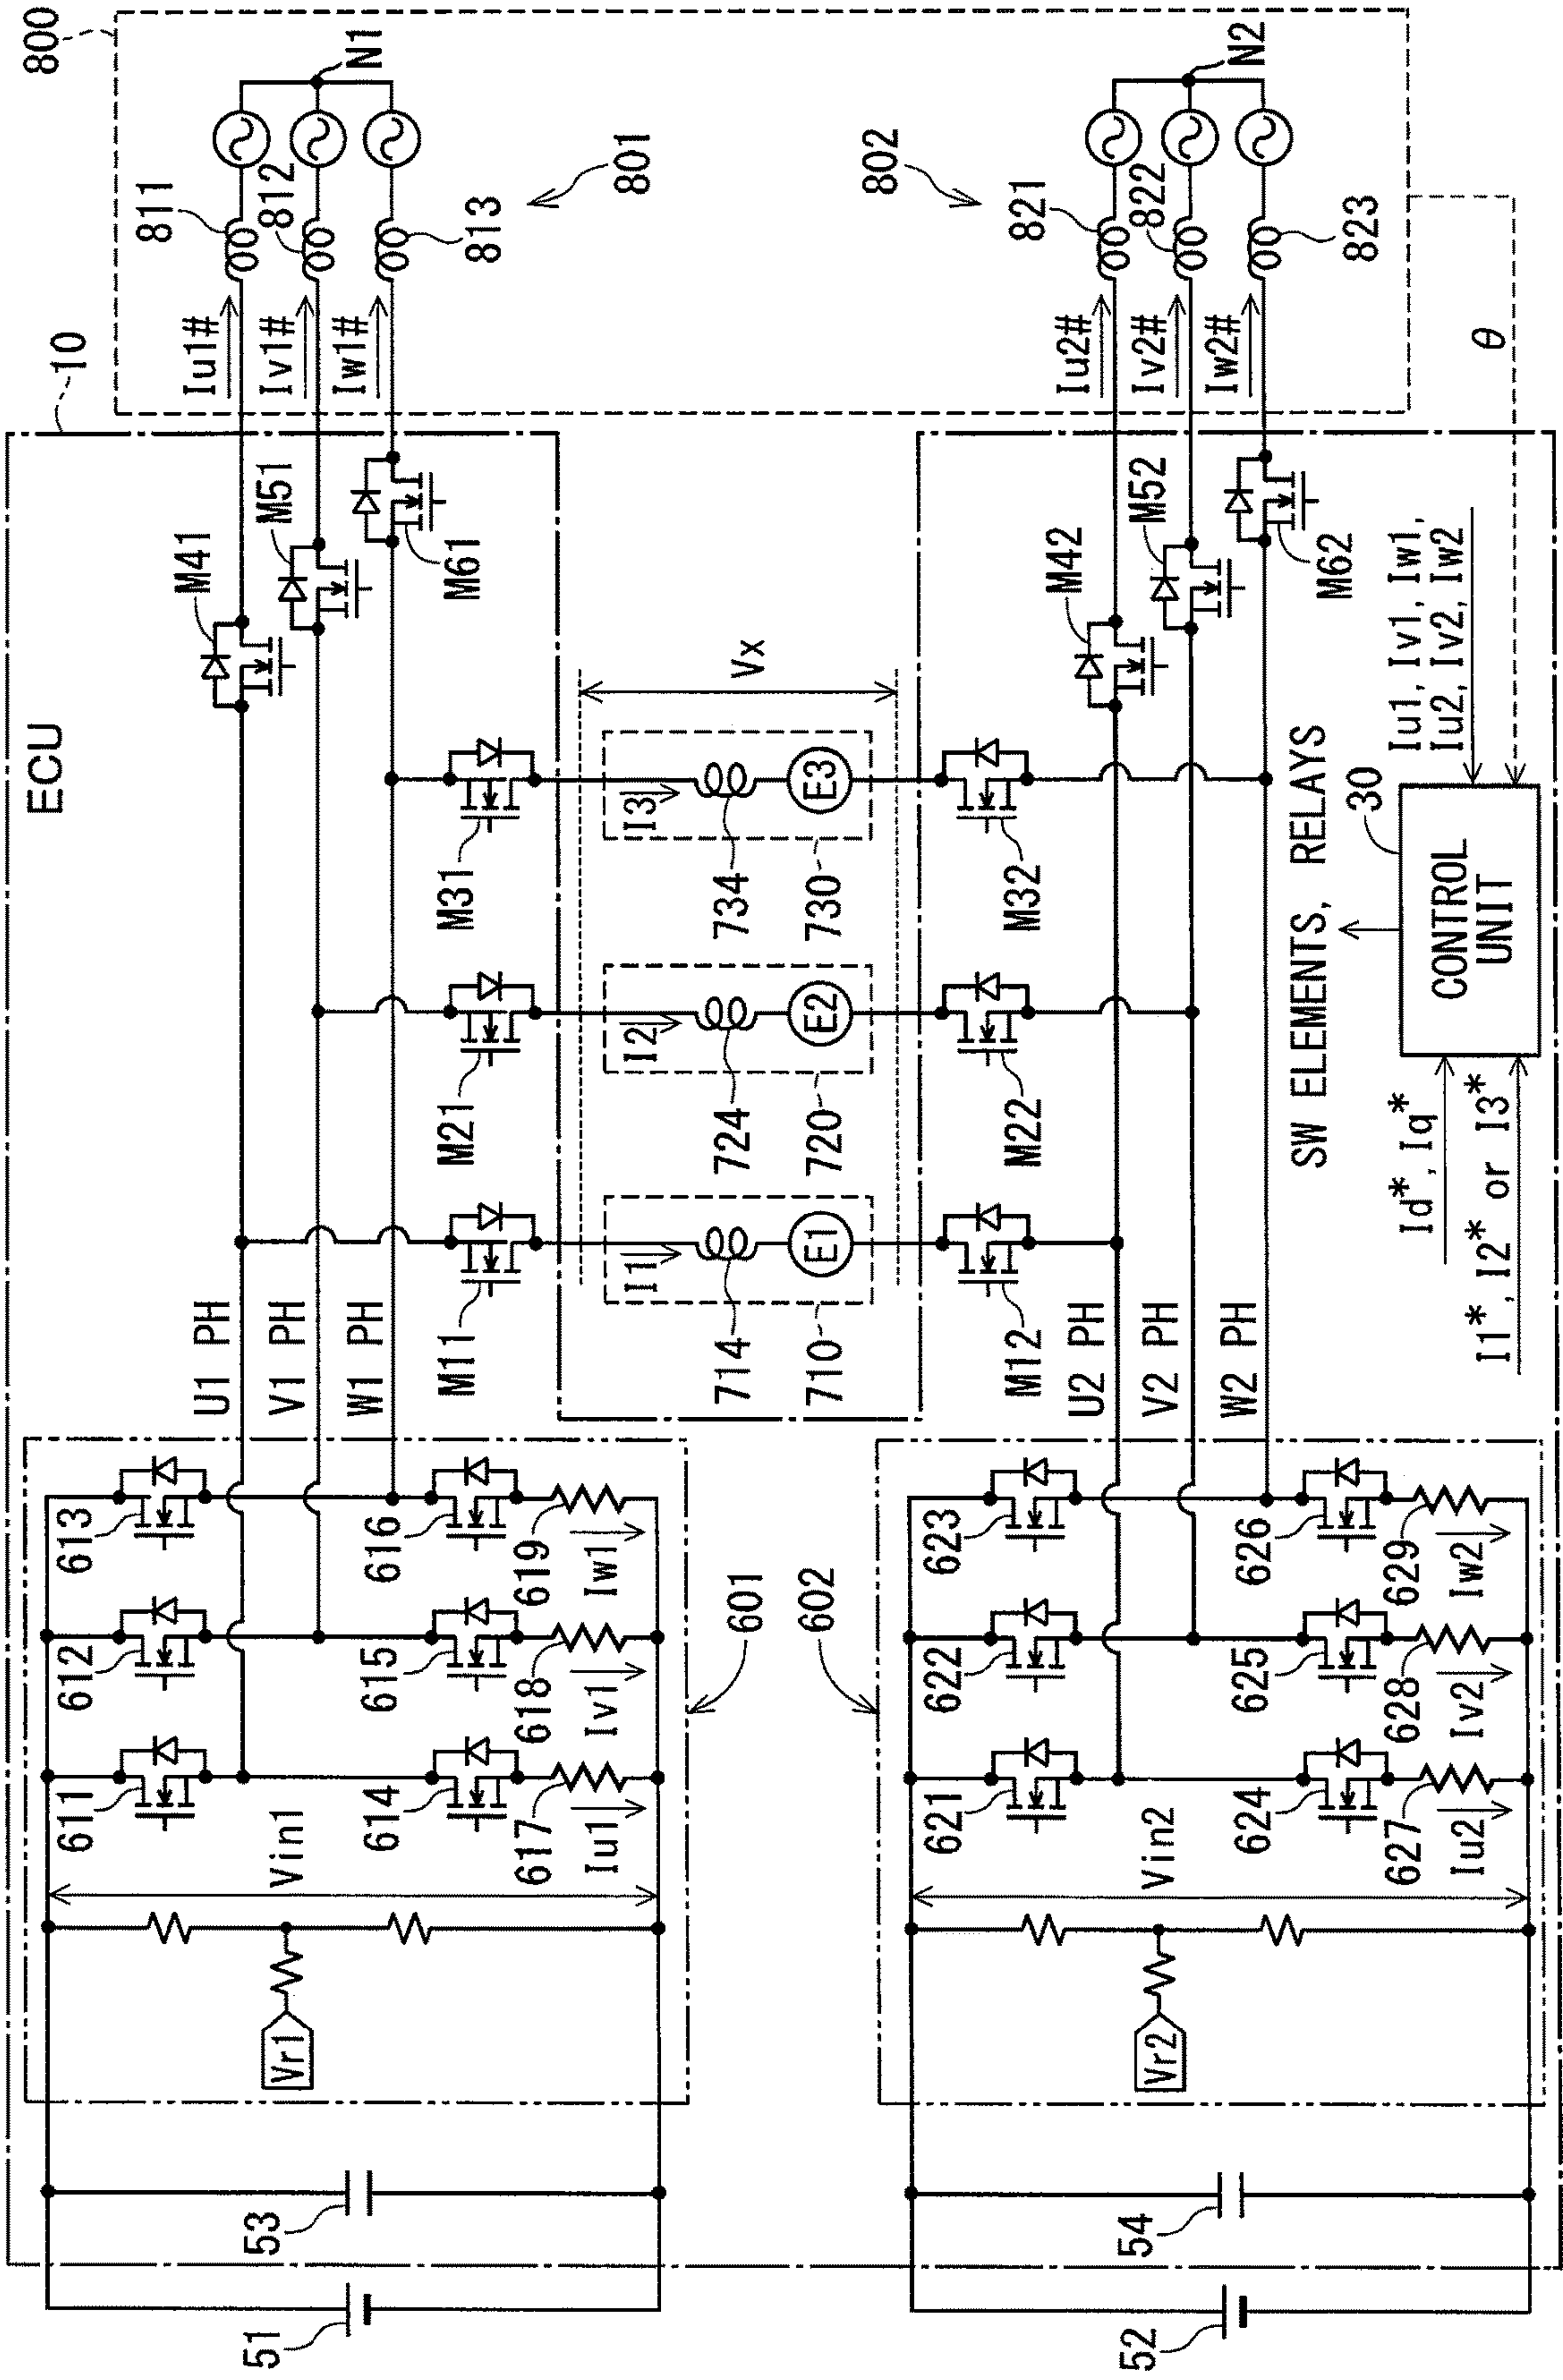 800
N1
N2
811
812
813
801
802
821
822
823
10
Iu1#
Iv1#
Iw1#
Iu2#
Iv2#
Iw2#
θ
ECU
M41
M51
M61
M42
M52
M62
Vx
Iu1, Iv1, Iw1,
Iu2, Iv2, Iw2
M31
I3
E3
734
730
M32
M21
I2
E2
724
720
M22
M11
I1
E1
714
710
M12
SW ELEMENTS, RELAYS
30
CONTROL
UNIT
Id*, Iq*
I1*, I2* or I3*
U1 PH
V1 PH
W1 PH
U2 PH
V2 PH
W2 PH
613
616
619
Iw1
612
615
618
Iv1
611
614
617
Iu1
Vin1
601
602
623
626
629
Iw2
622
625
628
Iv2
621
624
627
Iu2
Vin2
Vr1
Vr2
53
54
51
52